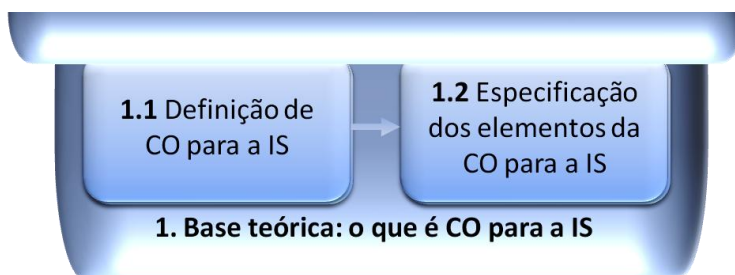 1.1 Definição de
CO para a IS
1.2 Especificação
dos elementos da
CO para a IS
1. Base teórica: o que é CO para a IS